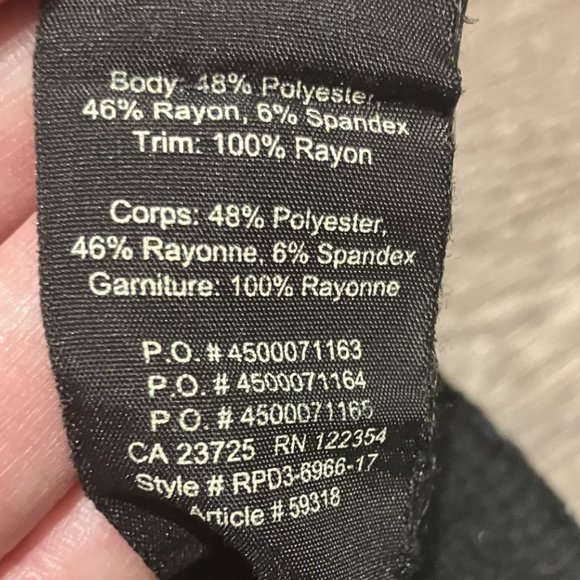 Body: 48% Polyester,
46% Rayon, 6% Spandex
Trim: 100% Rayon
Corps: 48% Polyester,
46% Rayonne, 6% Spandex
Garniture: 100% Rayonne
P.O. # 4500071163
P.O. # 4500071164
P.O. # 4500071165
CA 23725 RN 122354
Style # RPD3-6966-17
Article # 59318